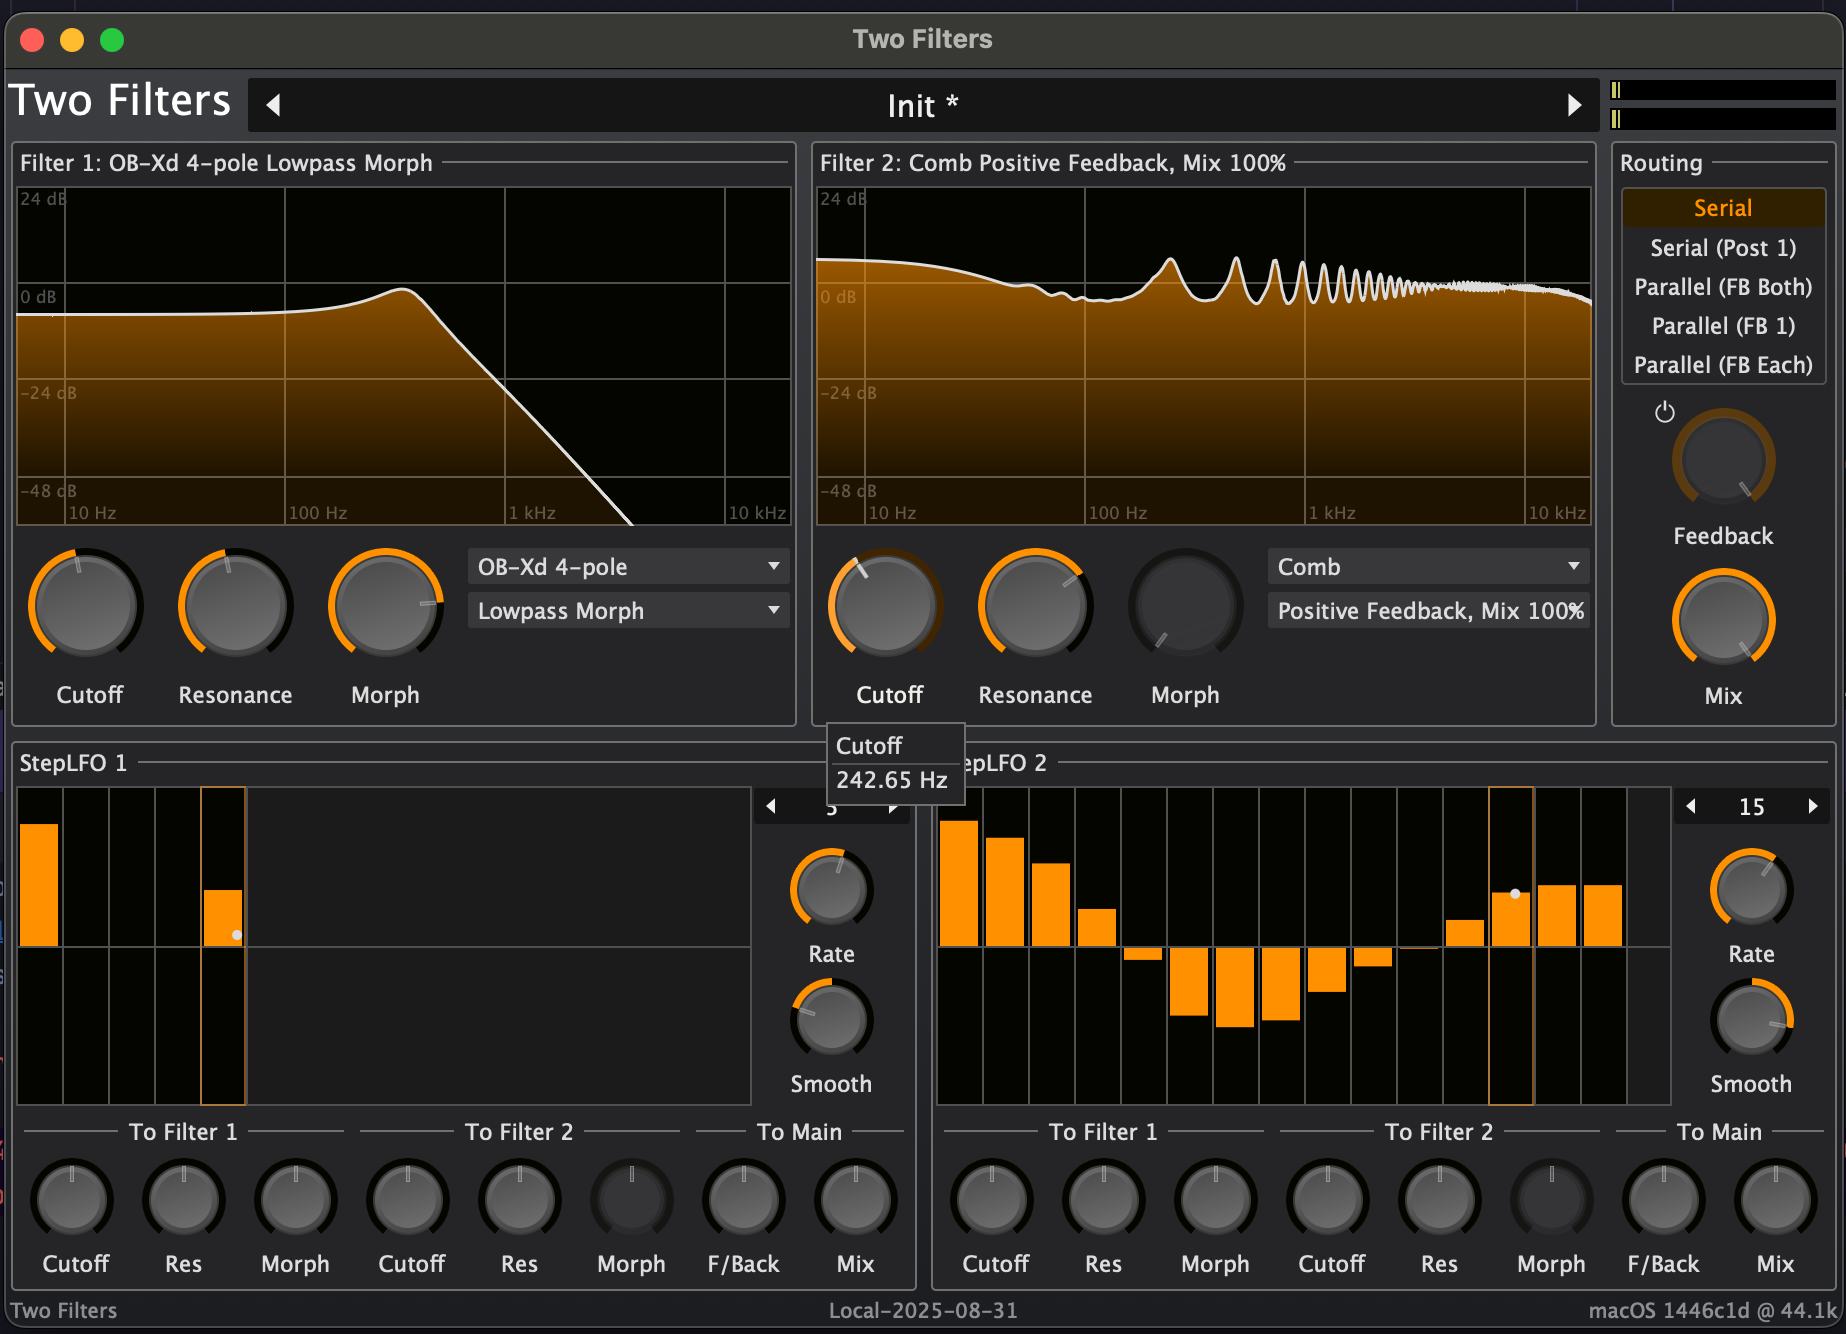 Two Filters
Two Filters
Init *
Filter 1: OB-Xd 4-pole Lowpass Morph
24 dB
0 dB
-24 dB
-48 dB
10 Hz
100 Hz
1 kHz
10 kHz
Cutoff
Resonance
Morph
OB-Xd 4-pole
Lowpass Morph
Filter 2: Comb Positive Feedback, Mix 100%
24 dB
0 dB
-24 dB
-48 dB
10 Hz
100 Hz
1 kHz
10 kHz
Cutoff
Resonance
Morph
Comb
Positive Feedback, Mix 100%
Routing
Serial
Serial (Post 1)
Parallel (FB Both)
Parallel (FB 1)
Parallel (FB Each)
Feedback
Mix
Cutoff
242.65 Hz
StepLFO 1
Rate
Smooth
To Filter 1
To Filter 2
To Main
Cutoff
Res
Morph
Cutoff
Res
Morph
F/Back
Mix
epLFO 2
15
Rate
Smooth
To Filter 1
To Filter 2
To Main
Cutoff
Res
Morph
Cutoff
Res
Morph
F/Back
Mix
Two Filters
Local-2025-08-31
macOS 1446c1d @ 44.1k